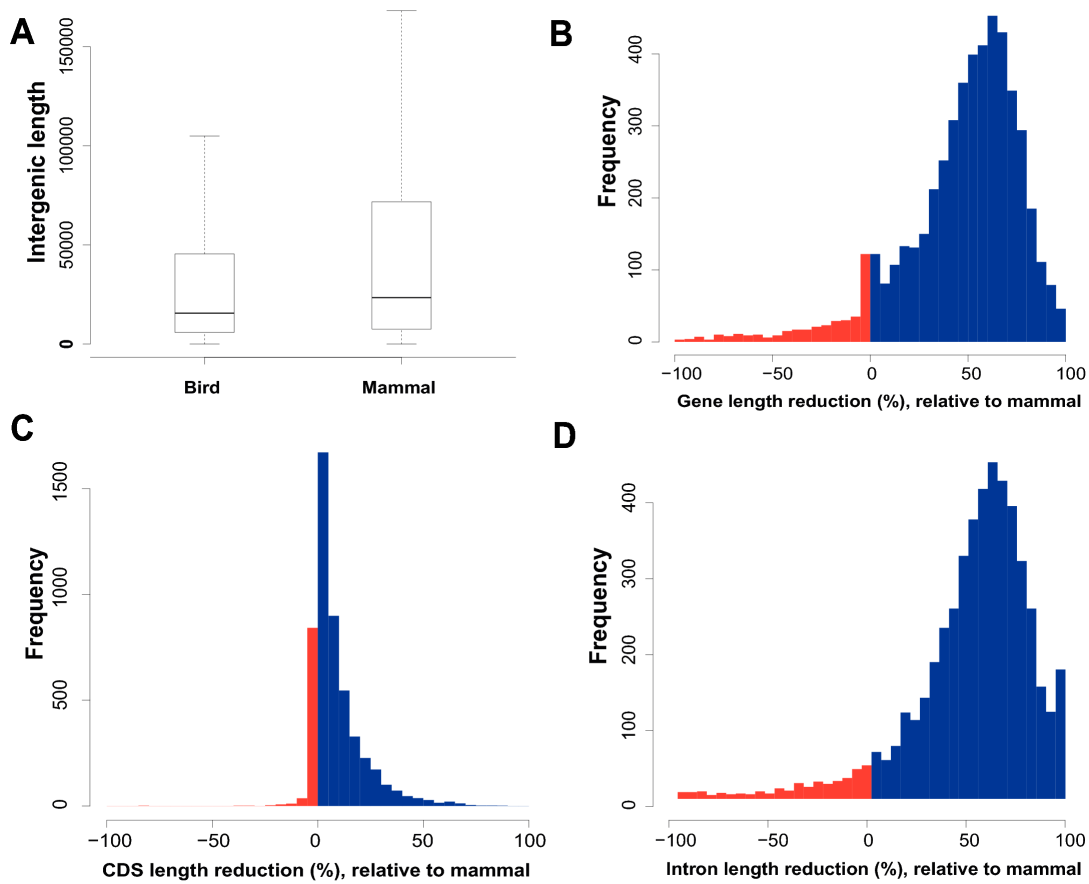 A
Intergenic length
150000
100000
50000
0
Bird Mammal
B
Frequency
400
300
200
100
0
−100 −50 0 50 100
Gene length reduction (%), relative to mammal
C
Frequency
1500
1000
500
0
−100 −50 0 50 100
CDS length reduction (%), relative to mammal
D
Frequency
400
300
200
100
0
−100 −50 0 50 100
Intron length reduction (%), relative to mammal